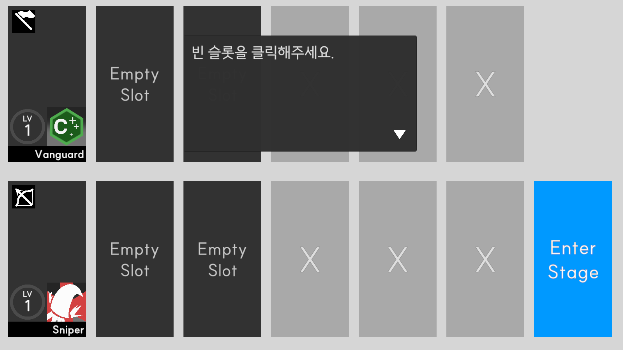 Empty
Slot
빈 슬롯을 클릭해주세요.
X
LV
1
C++
Vanguard
Empty
Slot
Empty
Slot
X
X
X
Enter
Stage
LV
1
Sniper